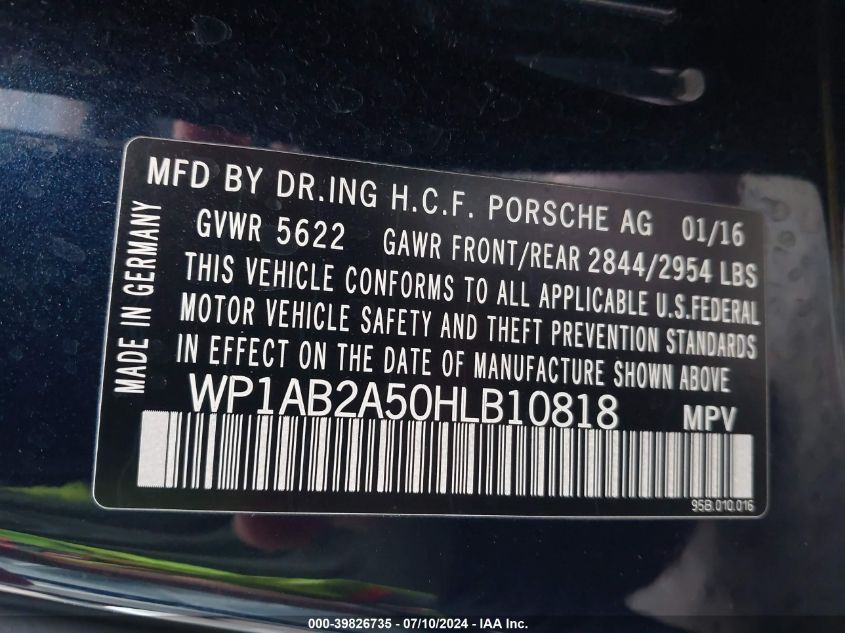 MFD BY DR.ING H.C.F. PORSCHE AG 01/16
GVWR 5622 GAWR FRONT/REAR 2844/2954 LBS
THIS VEHICLE CONFORMS TO ALL APPLICABLE U.S.FEDERAL
MOTOR VEHICLE SAFETY AND THEFT PREVENTION STANDARDS
IN EFFECT ON THE DATE OF MANUFACTURE SHOWN ABOVE
WP1AB2A50HLB10818 MPV
95B.010.016
MADE IN GERMANY
000-39826735 - 07/10/2024 - IAA Inc.